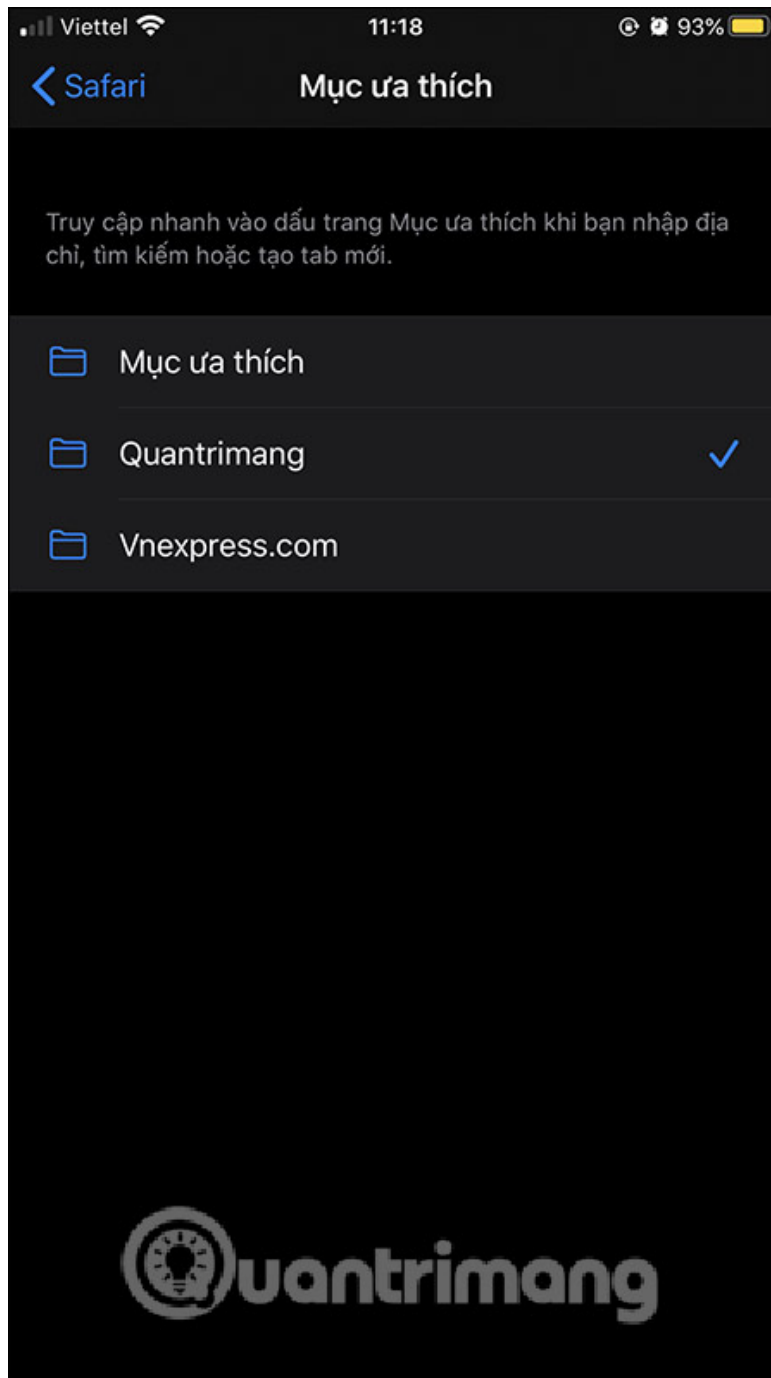 Viettel 11:18 93%
Safari Mục ưa thích
Truy cập nhanh vào dấu trang Mục ưa thích khi bạn nhập địa
chỉ, tìm kiếm hoặc tạo tab mới.
Mục ưa thích
Quantrimang
Vnexpress.com
Quantrimang